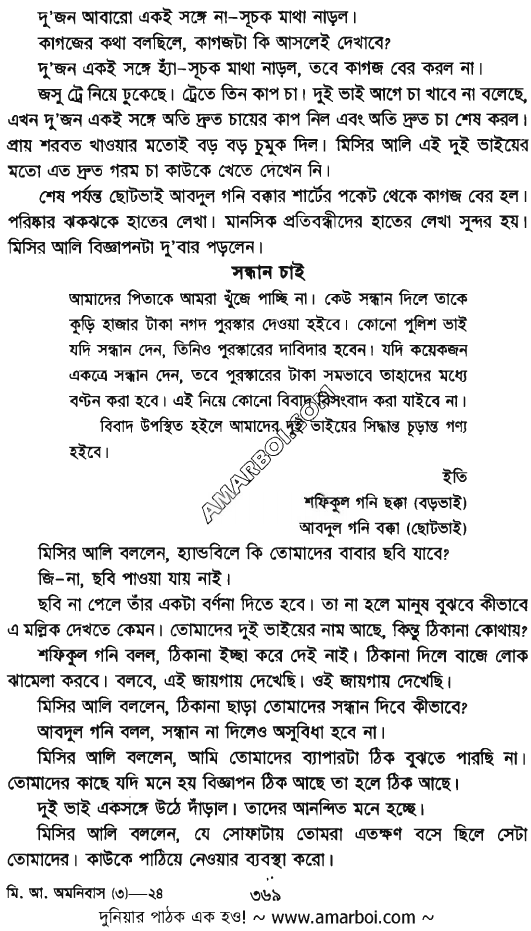 দু'জন আবারো একই সঙ্গে না–সূচক মাথা নাড়ল।
কাগজের কথা বলছিলে, কাগজটা কি আসলেই দেখাবে?
দু'জন একই সঙ্গে হ্যাঁ–সূচক মাথা নাড়ল, তবে কাগজ বের করল না।
জসু ট্রে নিয়ে ঢুকেছে। ট্রেতে তিন কাপ চা। দুই ভাই আগে চা খাবে না বলেছে,
এখন দু'জন একই সঙ্গে অতি দ্রুত চায়ের কাপ নিল এবং অতি দ্রুত চা শেষ করল।
প্রায় শরবত খাওয়ার মতোই বড় বড় চুমুক দিল। মিসির আলি এই দুই ভাইয়ের
মতো এত দ্রুত গরম চা কাউকে খেতে দেখেন নি।
শেষ পর্যন্ত ছোটভাই আবদুল গনি বক্কার শার্টের পকেট থেকে কাগজ বের হল।
পরিষ্কার ঝকঝকে হাতের লেখা। মানসিক প্রতিবন্ধীদের হাতের লেখা সুন্দর হয়।
মিসির আলি বিজ্ঞাপনটা দু'বার পড়লেন।
সন্ধান চাই
আমাদের পিতাকে আমরা খুঁজে পাচ্ছি না। কেউ সন্ধান দিলে তাকে
কুড়ি হাজার টাকা নগদ পুরস্কার দেওয়া হইবে। কোনো পুলিশ ভাই
যদি সন্ধান দেন, তিনিও পুরস্কারের দাবিদার হবেন। যদি কয়েকজন
একত্রে সন্ধান দেন, তবে পুরস্কারের টাকা সমভাবে তাহাদের মধ্যে
বণ্টন করা হবে। এই নিয়ে কোনো বিবাদ বিসংবাদ করা যাইবে না।
বিবাদ উপস্থিত হইলে আমাদের দুই ভাইয়ের সিদ্ধান্ত চূড়ান্ত গণ্য
হইবে।
ইতি
শফিকুল গনি ছক্কা (বড়ভাই)
আবদুল গনি বক্কা (ছোটভাই)
AMARBOI.COM
মিসির আলি বললেন, হ্যান্ডবিলে কি তোমাদের বাবার ছবি যাবে?
জি–না, ছবি পাওয়া যায় নাই।
ছবি না পেলে তাঁর একটা বর্ণনা দিতে হবে। তা না হলে মানুষ বুঝবে কীভাবে
এ মল্লিক দেখতে কেমন। তোমাদের দুই ভাইয়ের নাম আছে, কিন্তু ঠিকানা কোথায়?
শফিকুল গনি বলল, ঠিকানা ইচ্ছা করে দেই নাই। ঠিকানা দিলে বাজে লোক
ঝামেলা করবে। বলবে, এই জায়গায় দেখেছি। ওই জায়গায় দেখেছি।
মিসির আলি বললেন, ঠিকানা ছাড়া তোমাদের সন্ধান দিবে কীভাবে?
আবদুল গনি বলল, সন্ধান না দিলেও অসুবিধা হবে না।
মিসির আলি বললেন, আমি তোমাদের ব্যাপারটা ঠিক বুঝতে পারছি না।
তোমাদের কাছে যদি মনে হয় বিজ্ঞাপন ঠিক আছে তা হলে ঠিক আছে।
দুই ভাই একসঙ্গে উঠে দাঁড়াল। তাদের আনন্দিত মনে হচ্ছে।
মিসির আলি বললেন, যে সোফাটায় তোমরা এতক্ষণ বসে ছিলে সেটা
তোমাদের। কাউকে পাঠিয়ে নেওয়ার ব্যবস্থা করো।
মি. আ. অমনিবাস (৩)—২৪
৩৬৯
দুনিয়ার পাঠক এক হও! ~ www.amarboi.com ~